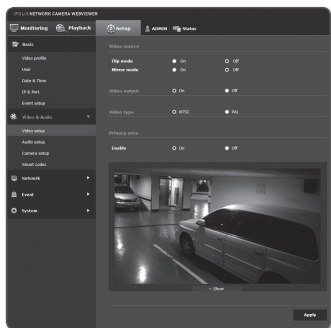 iPOLiS NETWORK CAMERA WEBVIEWER
Monitoring Playback Setup ADMIN Status
Basic
Video profile
User
Date & Time
IP & Port
Event setup
Video & Audio
Video setup
Audio setup
Camera setup
Smart codec
Network
Event
System
Video source
Flip mode On Off
Mirror mode On Off
Video output On Off
Video type NTSC PAL
Privacy area
Enable On Off
Show
Apply